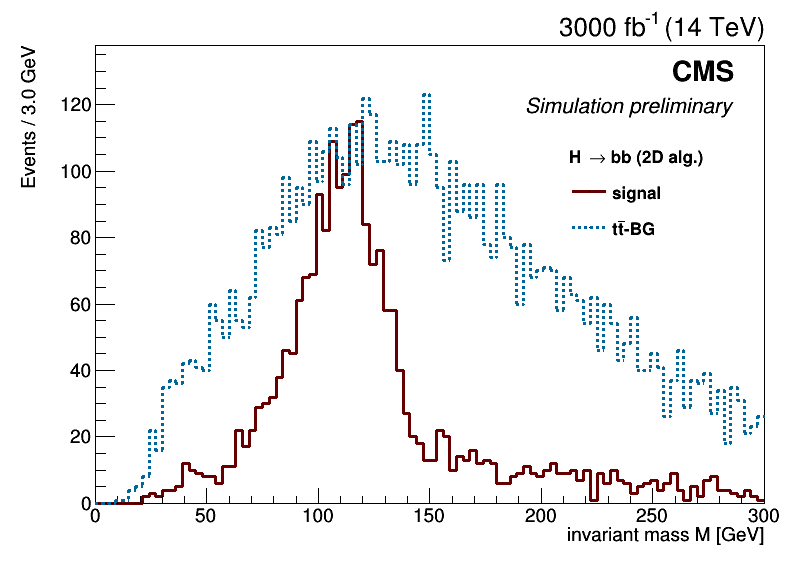 3000 fb-1 (14 TeV)
CMS
Simulation preliminary
H → bb (2D alg.)
signal
tt̄-BG
Events / 3.0 GeV
120
100
80
60
40
20
0
0 50 100 150 200 250 300
invariant mass M [GeV]